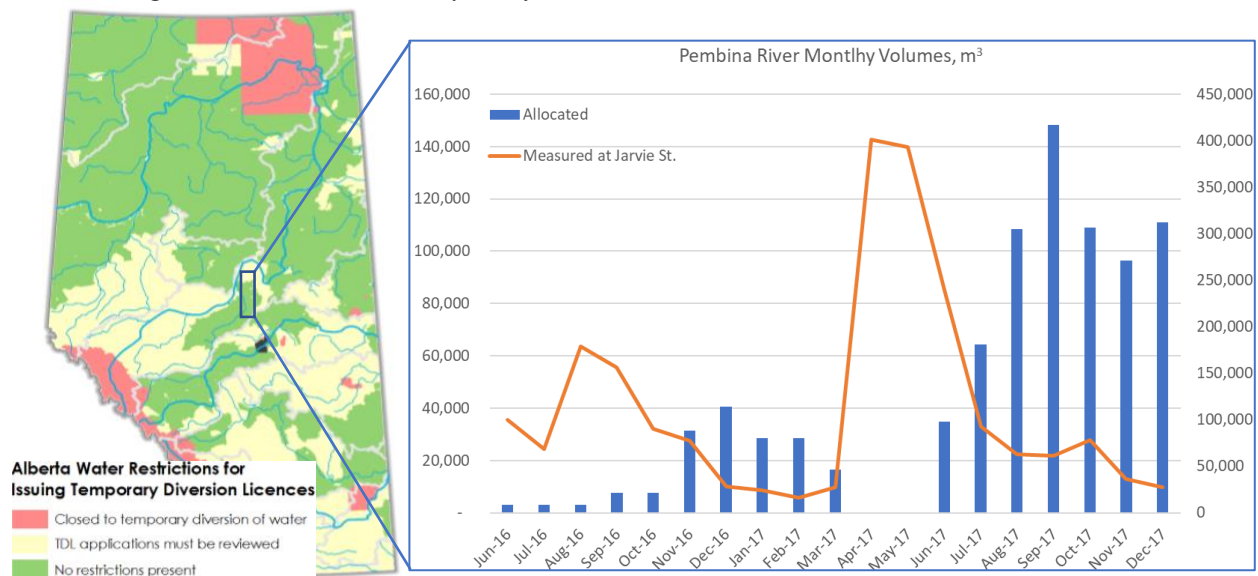 Pembina River Montlhy Volumes, m³
160,000
140,000
120,000
100,000
80,000
60,000
40,000
20,000
-
Allocated
Measured at Jarvie St.
450,000
400,000
350,000
300,000
250,000
200,000
150,000
100,000
50,000
0
Jun-16
Jul-16
Aug-16
Sep-16
Oct-16
Nov-16
Dec-16
Jan-17
Feb-17
Mar-17
Apr-17
May-17
Jun-17
Jul-17
Aug-17
Sep-17
Oct-17
Nov-17
Dec-17
Alberta Water Restrictions for
Issuing Temporary Diversion Licences
Closed to temporary diversion of water
TDL applications must be reviewed
No restrictions present